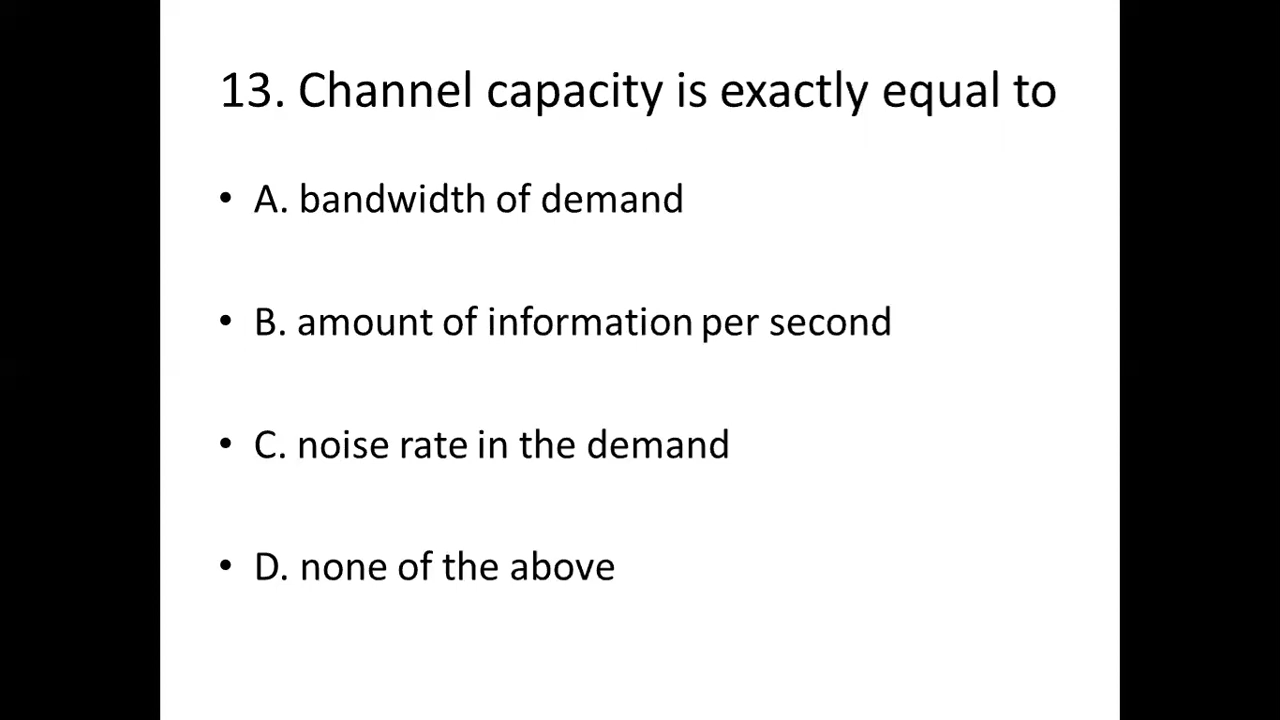 13. Channel capacity is exactly equal to
• A. bandwidth of demand
• B. amount of information per second
• C. noise rate in the demand
• D. none of the above